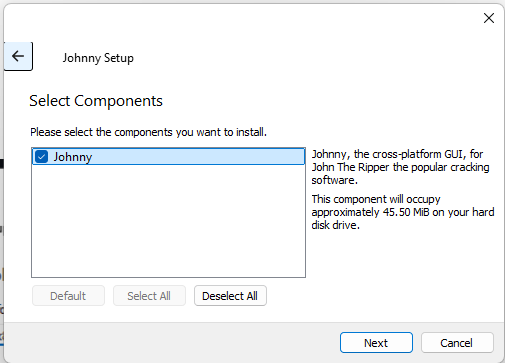 Johnny Setup
Select Components
Please select the components you want to install.
Johnny
Johnny, the cross-platform GUI, for
John The Ripper the popular cracking
software.
This component will occupy
approximately 45.50 MiB on your hard
disk drive.
Default
Select All
Deselect All
Next
Cancel